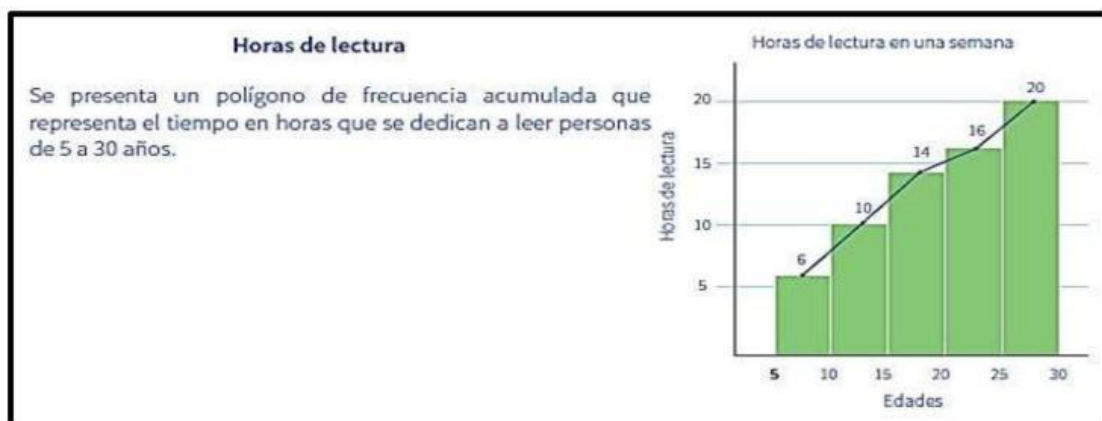 Horas de lectura
Se presenta un polígono de frecuencia acumulada que
representa el tiempo en horas que se dedican a leer personas
de 5 a 30 años.
Horas de lectura en una semana
Horas de lectura
20
15
10
5
6
10
14
16
20
5 10 15 20 25 30
Edades